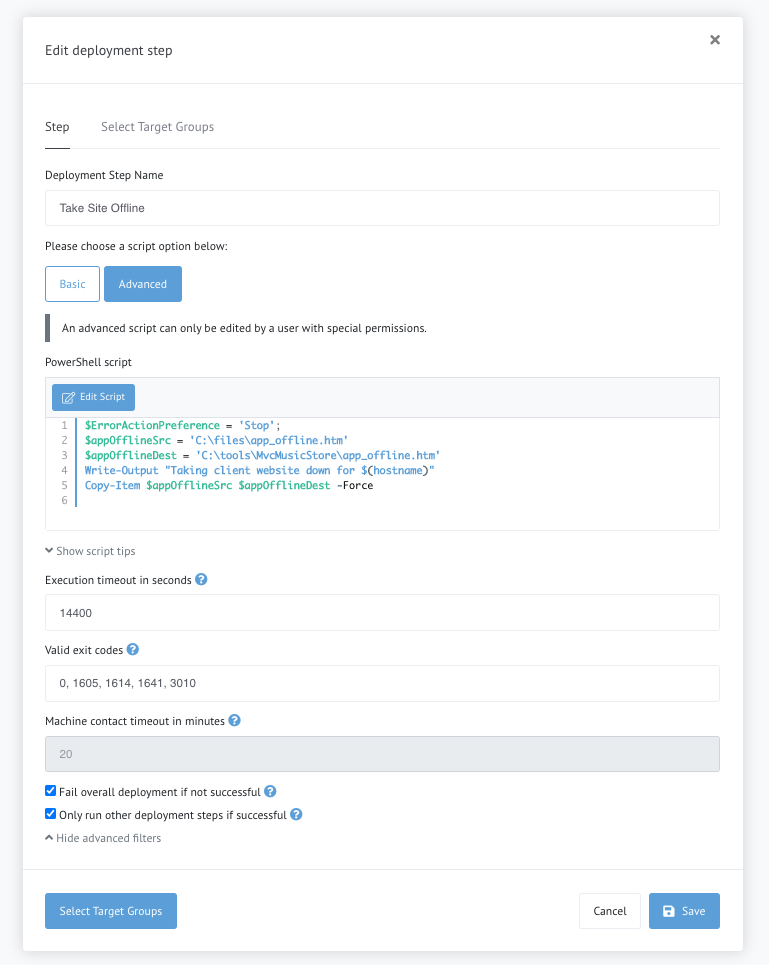 Edit deployment step
Step
Select Target Groups
Deployment Step Name
Take Site Offline
Please choose a script option below:
Basic
Advanced
An advanced script can only be edited by a user with special permissions.
PowerShell script
Edit Script
1 $ErrorActionPreference = 'Stop';
2 $appOfflineSrc = 'C:\files\app_offline.htm'
3 $appOfflineDest = 'C:\tools\MvcMusicStore\app_offline.htm'
4 Write-Output "Taking client website down for $(hostname)"
5 Copy-Item $appOfflineSrc $appOfflineDest -Force
6
Show script tips
Execution timeout in seconds ?
14400
Valid exit codes ?
0, 1605, 1614, 1641, 3010
Machine contact timeout in minutes ?
20
Fail overall deployment if not successful ?
Only run other deployment steps if successful ?
Hide advanced filters
Select Target Groups
Cancel
Save